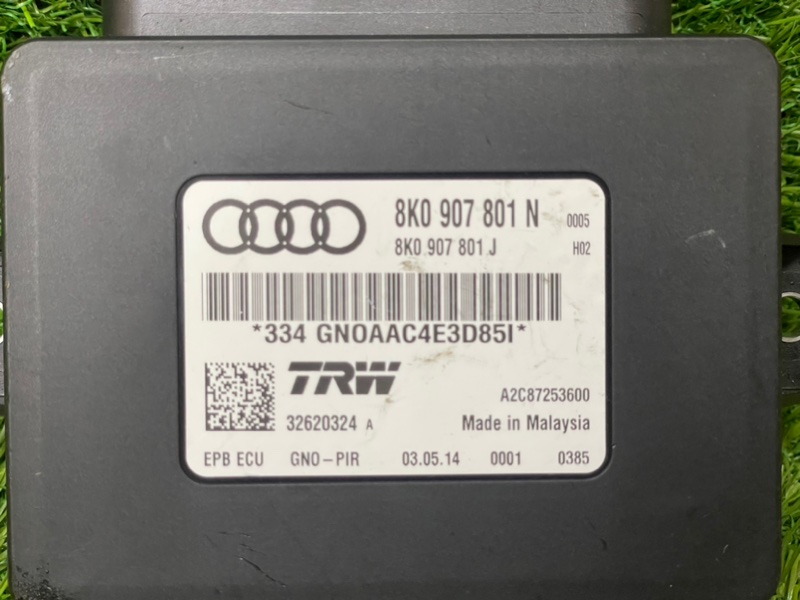 8K0 907 801 N 0005
8K0 907 801 J H02
*334 GN0AAC4E3D85I*
TRW
A2C87253600
32620324 A Made in Malaysia
EPB ECU GNO-PIR 03.05.14 0001 0385